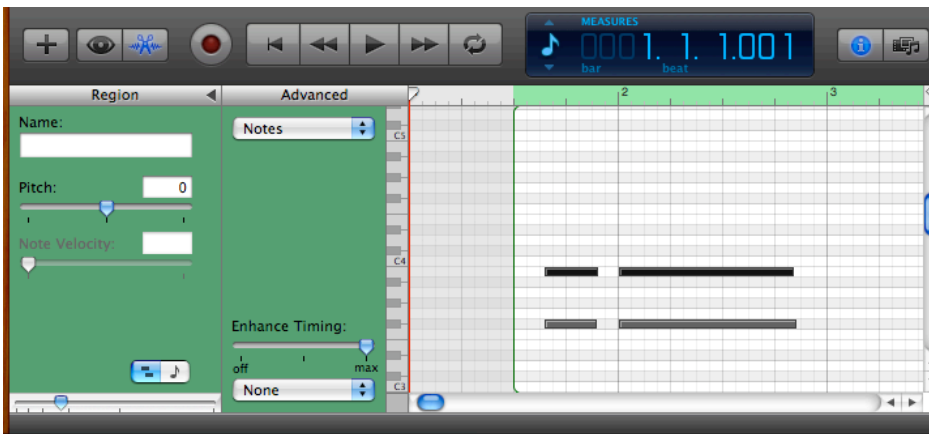 MEASURES
0001. 1. 1.001
bar beat
Region
Advanced
2
3
Name:
Notes
C5
Pitch:
0
Note Velocity:
C4
Enhance Timing:
off
max
None
C3